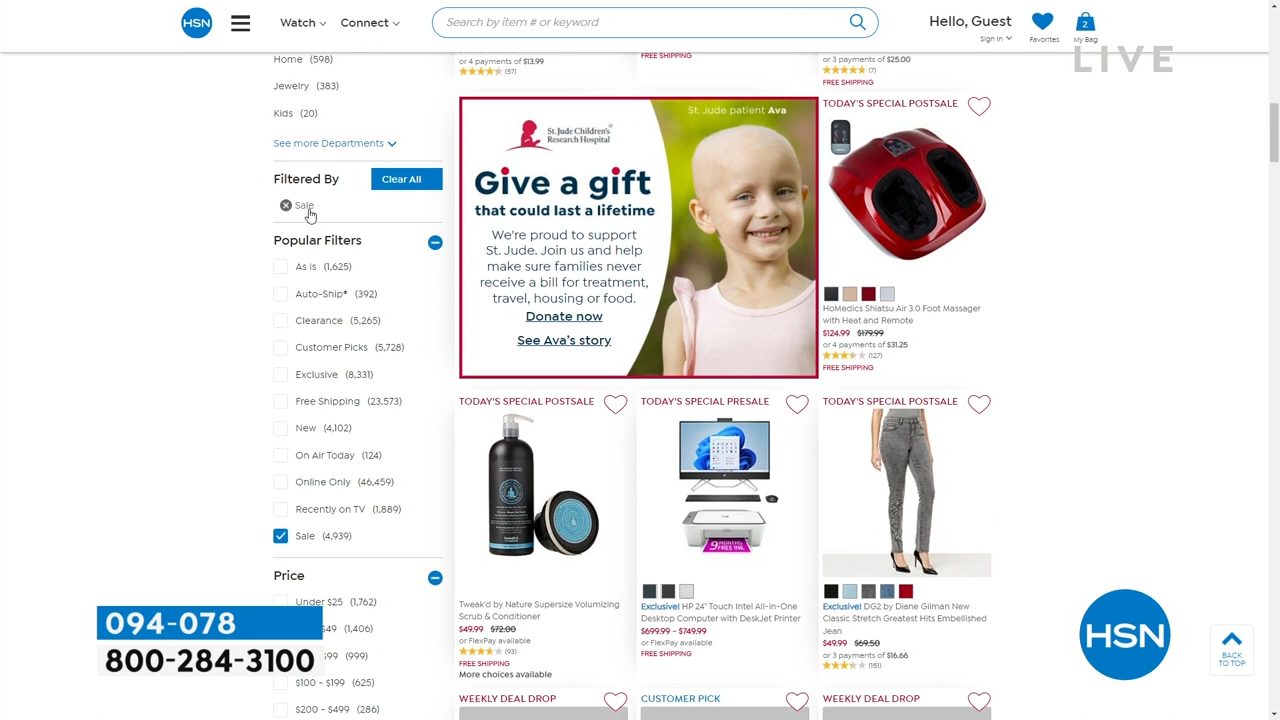 HSN
Watch
Connect
Search by item # or keyword
Hello, Guest
Sign In
Favorites
2
My Bag
LIVE
Home (598)
Jewelry (383)
Kids (20)
See more Departments
Filtered By
Clear All
Sale
Popular Filters
As Is (1,625)
Auto-Ship® (392)
Clearance (5,265)
Customer Picks (5,728)
Exclusive (8,331)
Free Shipping (23,573)
New (4,102)
On Air Today (124)
Online Only (46,459)
Recently on TV (1,889)
Sale (4,939)
Price
Under $25 (1,762)
$49 (1,406)
$99 (999)
$100 - $199 (625)
$200 - $499 (286)
094-078
800-284-3100
or 4 payments of $13.99
(57)
FREE SHIPPING
or 3 payments of $25.00
(7)
FREE SHIPPING
St. Jude patient Ava
St. Jude Children's
Research Hospital
Give a gift
that could last a lifetime
We're proud to support
St. Jude. Join us and help
make sure families never
receive a bill for treatment,
travel, housing or food.
Donate now
See Ava's story
TODAY'S SPECIAL POSTSALE
HoMedics Shiatsu Air 3.0 Foot Massager
with Heat and Remote
$124.99 $179.99
or 4 payments of $31.25
(127)
FREE SHIPPING
TODAY'S SPECIAL POSTSALE
Tweak'd by Nature Supersize Volumizing
Scrub & Conditioner
$49.99 $72.00
or FlexPay available
(93)
FREE SHIPPING
More choices available
TODAY'S SPECIAL PRESALE
9 MONTHS
FREE INK
Exclusive! HP 24" Touch Intel All-in-One
Desktop Computer with DeskJet Printer
$699.99 - $749.99
or FlexPay available
FREE SHIPPING
TODAY'S SPECIAL POSTSALE
Exclusive! DG2 by Diane Gilman New
Classic Stretch Greatest Hits Embellished
Jean
$49.99 $69.50
or 3 payments of $16.66
(151)
WEEKLY DEAL DROP
CUSTOMER PICK
WEEKLY DEAL DROP
HSN
BACK
TO TOP